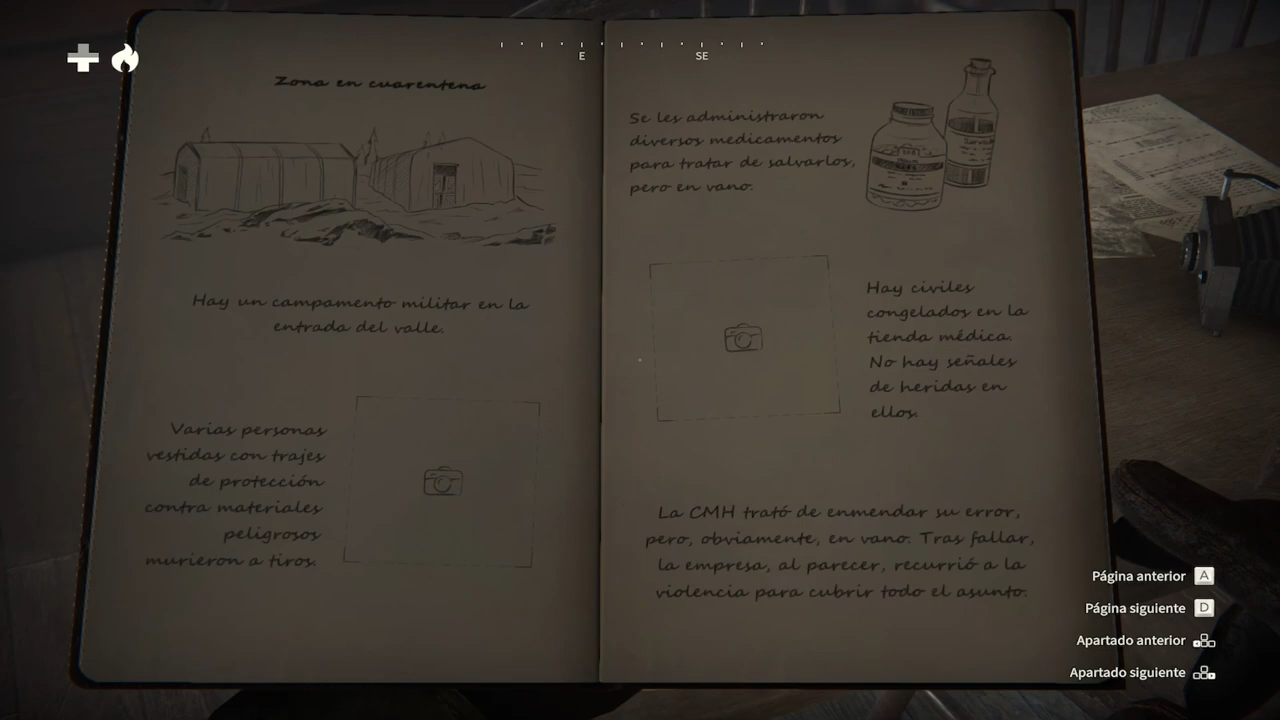 E
SE
Zona en cuarentena
Hay un campamento militar en la
entrada del valle.
Varias personas
vestidas con trajes
de protección
contra materiales
peligrosos
murieron a tiros.
Se les administraron
diversos medicamentos
para tratar de salvarlos,
pero en vano.
Hay civiles
congelados en la
tienda médica.
No hay señales
de heridas en
ellos.
La CMH trató de enmendar su error,
pero, obviamente, en vano. Tras fallar,
la empresa, al parecer, recurrió a la
violencia para cubrir todo el asunto.
Página anterior A
Página siguiente D
Apartado anterior
Apartado siguiente